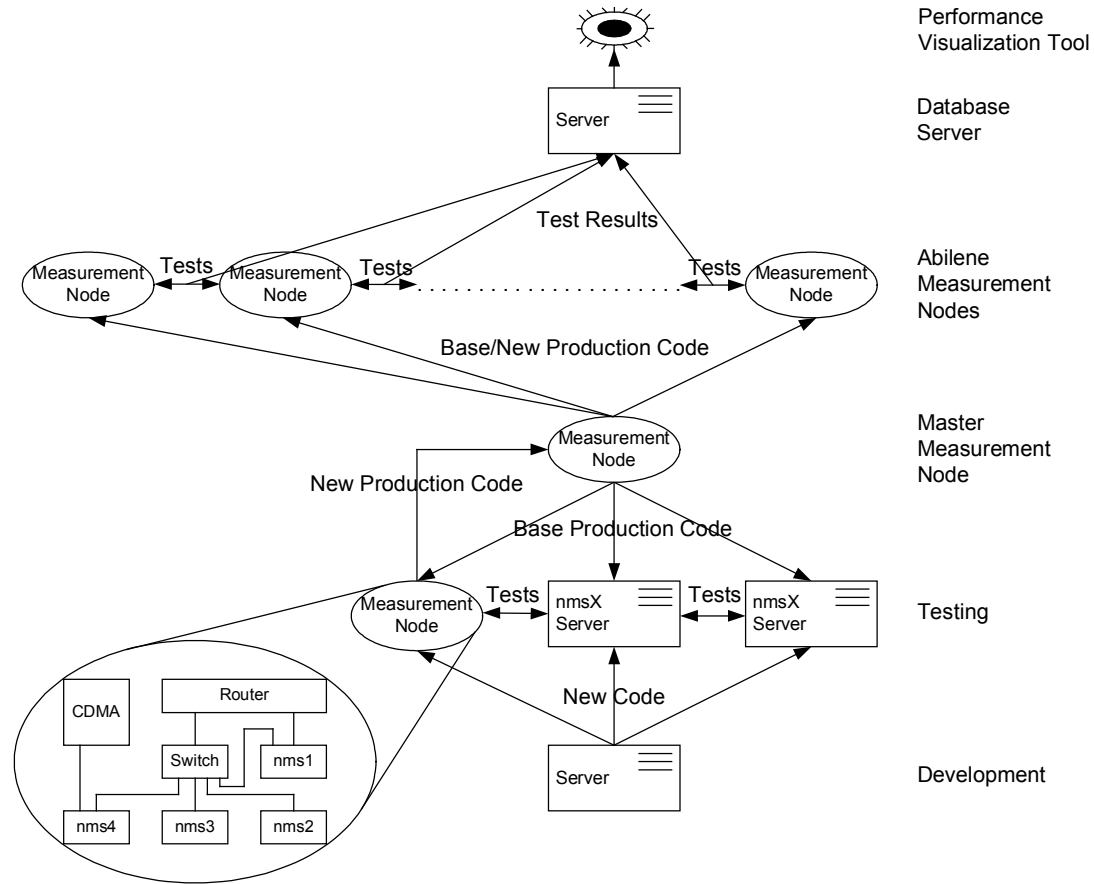 Performance
Visualization Tool
Server
Database
Server
Test Results
Measurement
Node
Tests
Measurement
Node
Tests
Tests
Measurement
Node
Abilene
Measurement
Nodes
Base/New Production Code
Measurement
Node
Master
Measurement
Node
New Production Code
Base Production Code
Measurement
Node
Tests
nmsX
Server
Tests
nmsX
Server
Testing
New Code
Server
Development
CDMA
Router
Switch
nms1
nms4
nms3
nms2